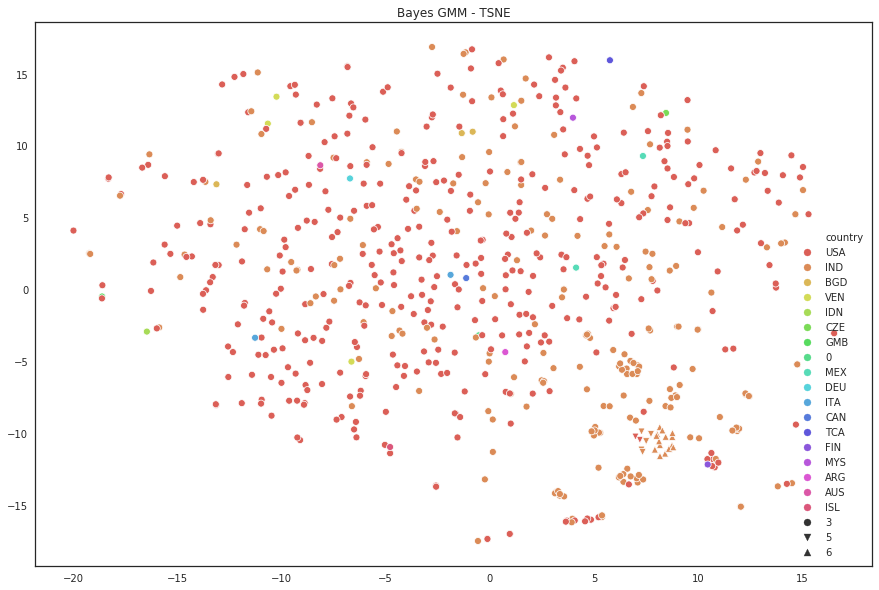 Bayes GMM - TSNE
15
10
5
0
−5
−10
−15
−20
−15
−10
−5
0
5
10
15
country
USA
IND
BGD
VEN
IDN
CZE
GMB
0
MEX
DEU
ITA
CAN
TCA
FIN
MYS
ARG
AUS
ISL
3
5
6